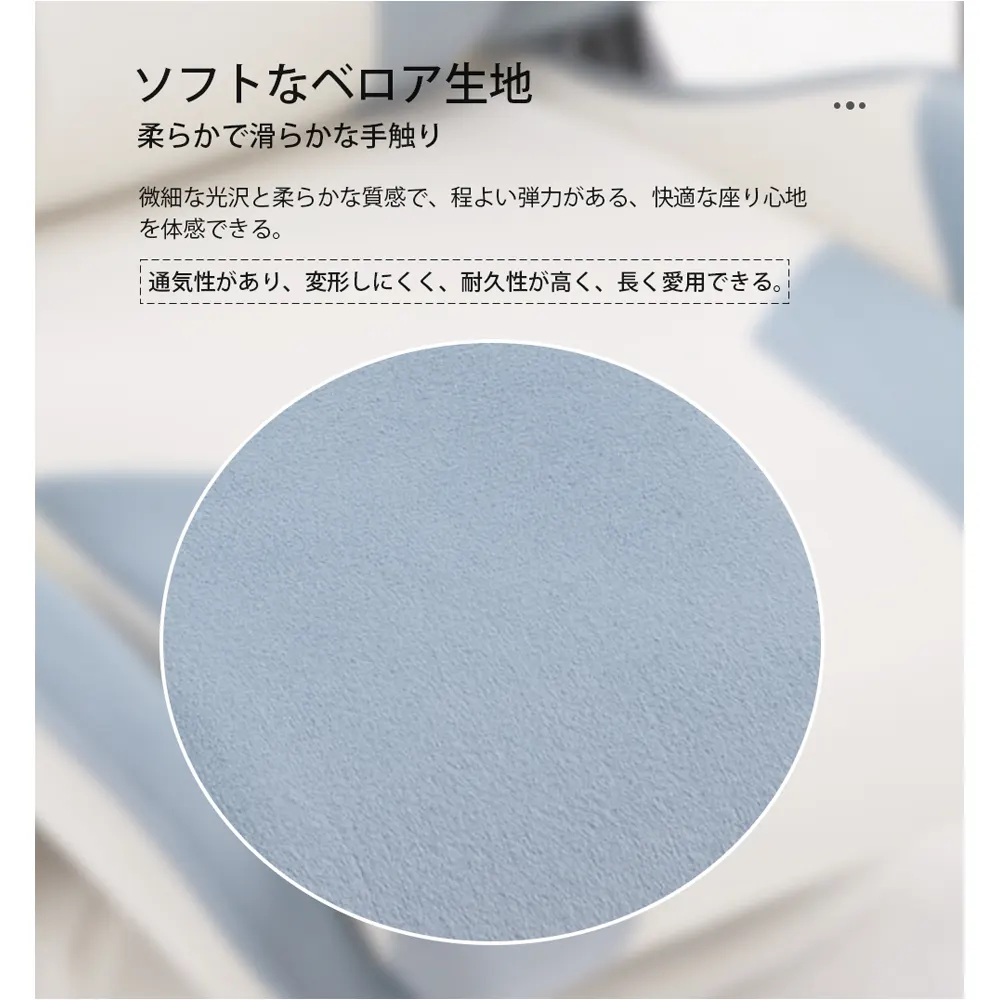 ソフトなベロア生地
柔らかで滑らかな手触り
微細な光沢と柔らかな質感で、程よい弾力がある、快適な座り心地
を体感できる。
通気性があり、変形しにくく、耐久性が高く、長く愛用できる。